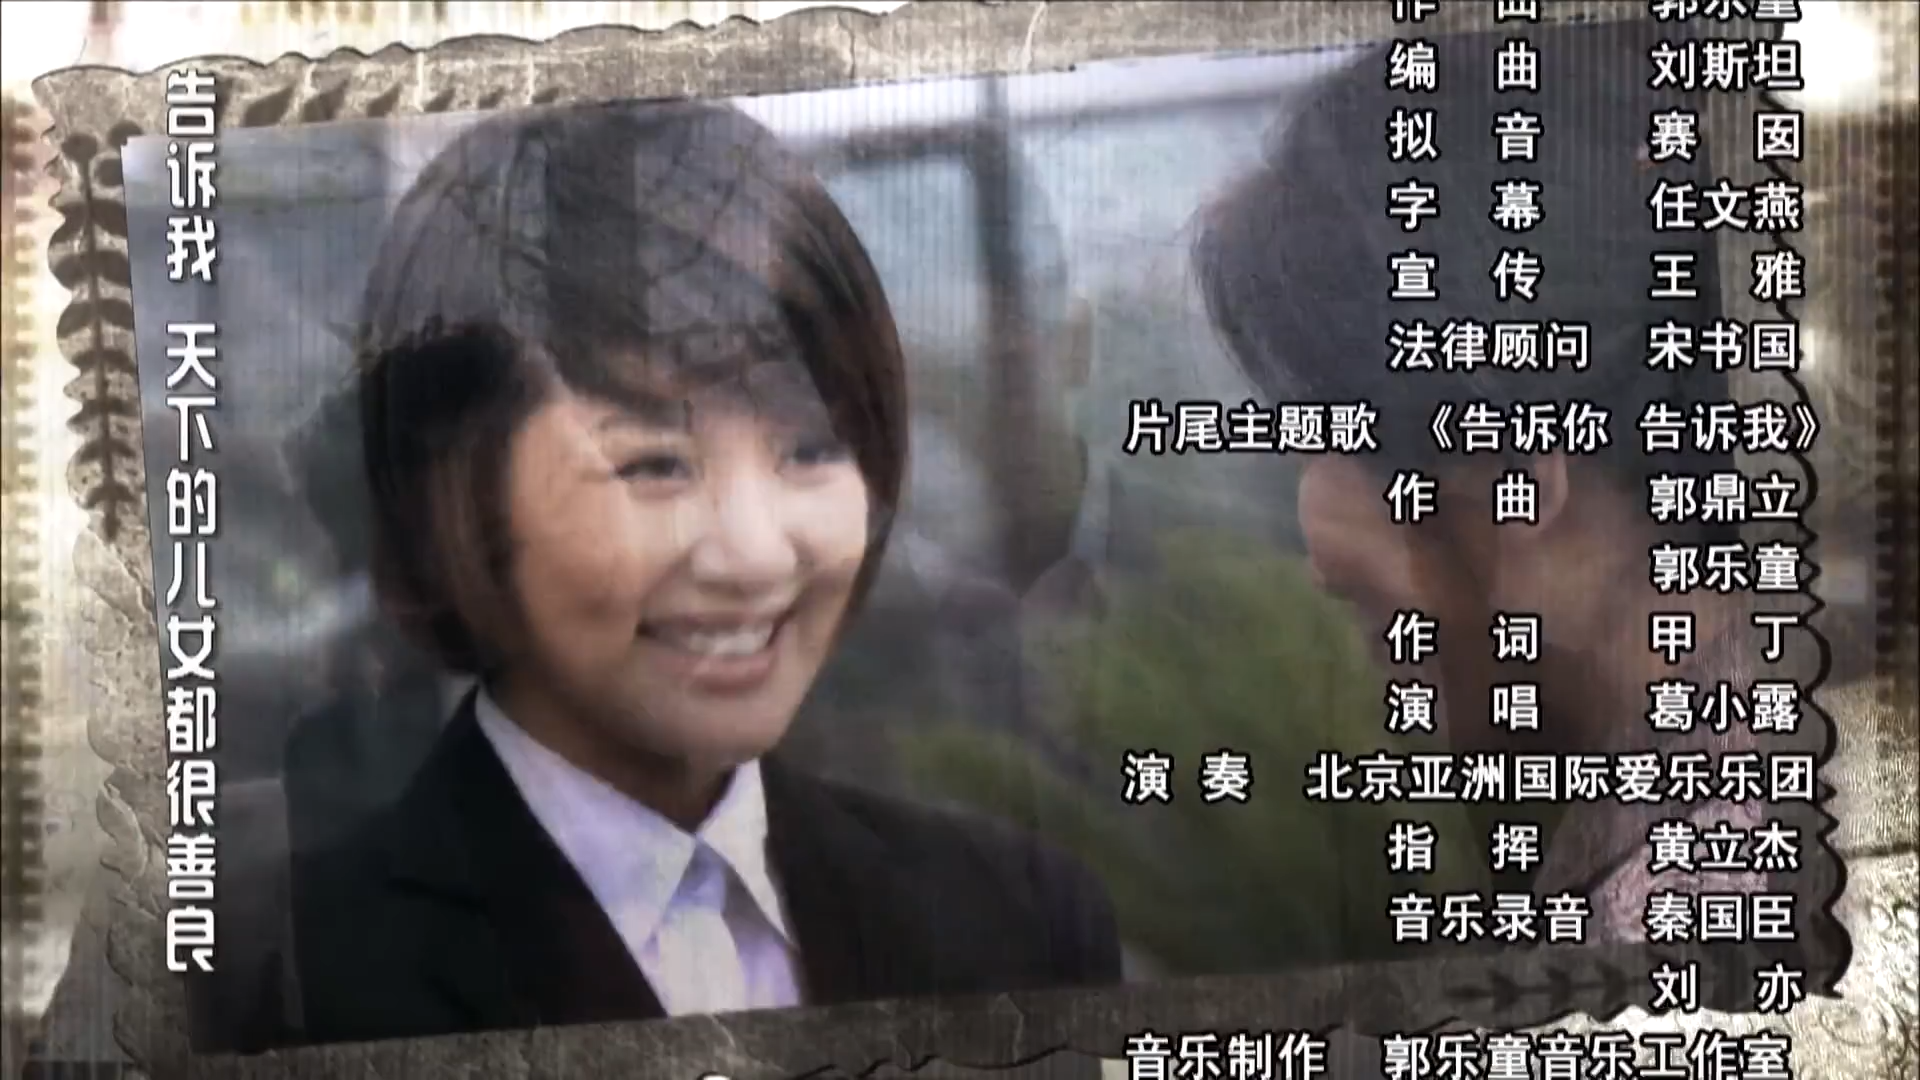 告诉我 天下的儿女都很善良
作 曲 郭乐童
编 曲 刘斯坦
拟 音 赛 囡
字 幕 任文燕
宣 传 王 雅
法律顾问 宋书国
片尾主题歌 《告诉你 告诉我》
作 曲 郭鼎立
郭乐童
作 词 甲 丁
演 唱 葛小露
演 奏 北京亚洲国际爱乐乐团
指 挥 黄立杰
音乐录音 秦国臣
刘 亦
音乐制作 郭乐童音乐工作室